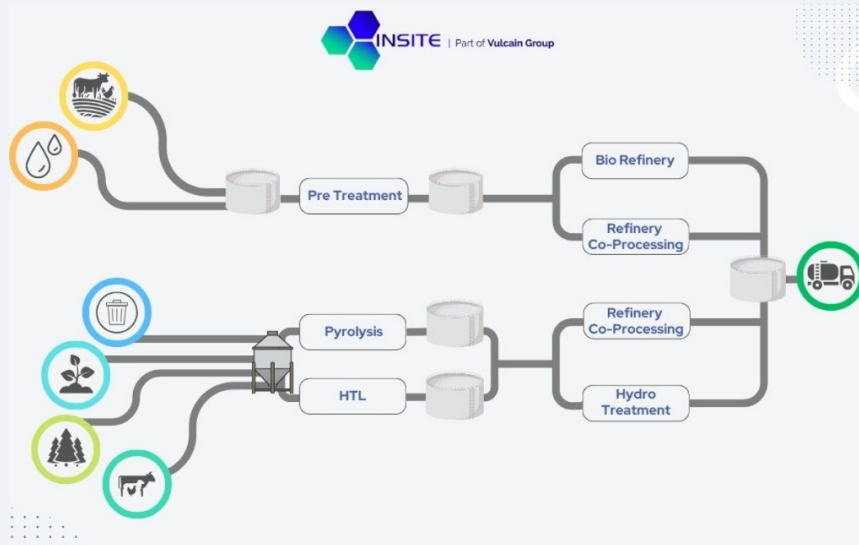 INSITE | Part of Vulcain Group
Bio Refinery
Pre Treatment
Refinery
Co-Processing
Pyrolysis
Refinery
Co-Processing
HTL
Hydro
Treatment